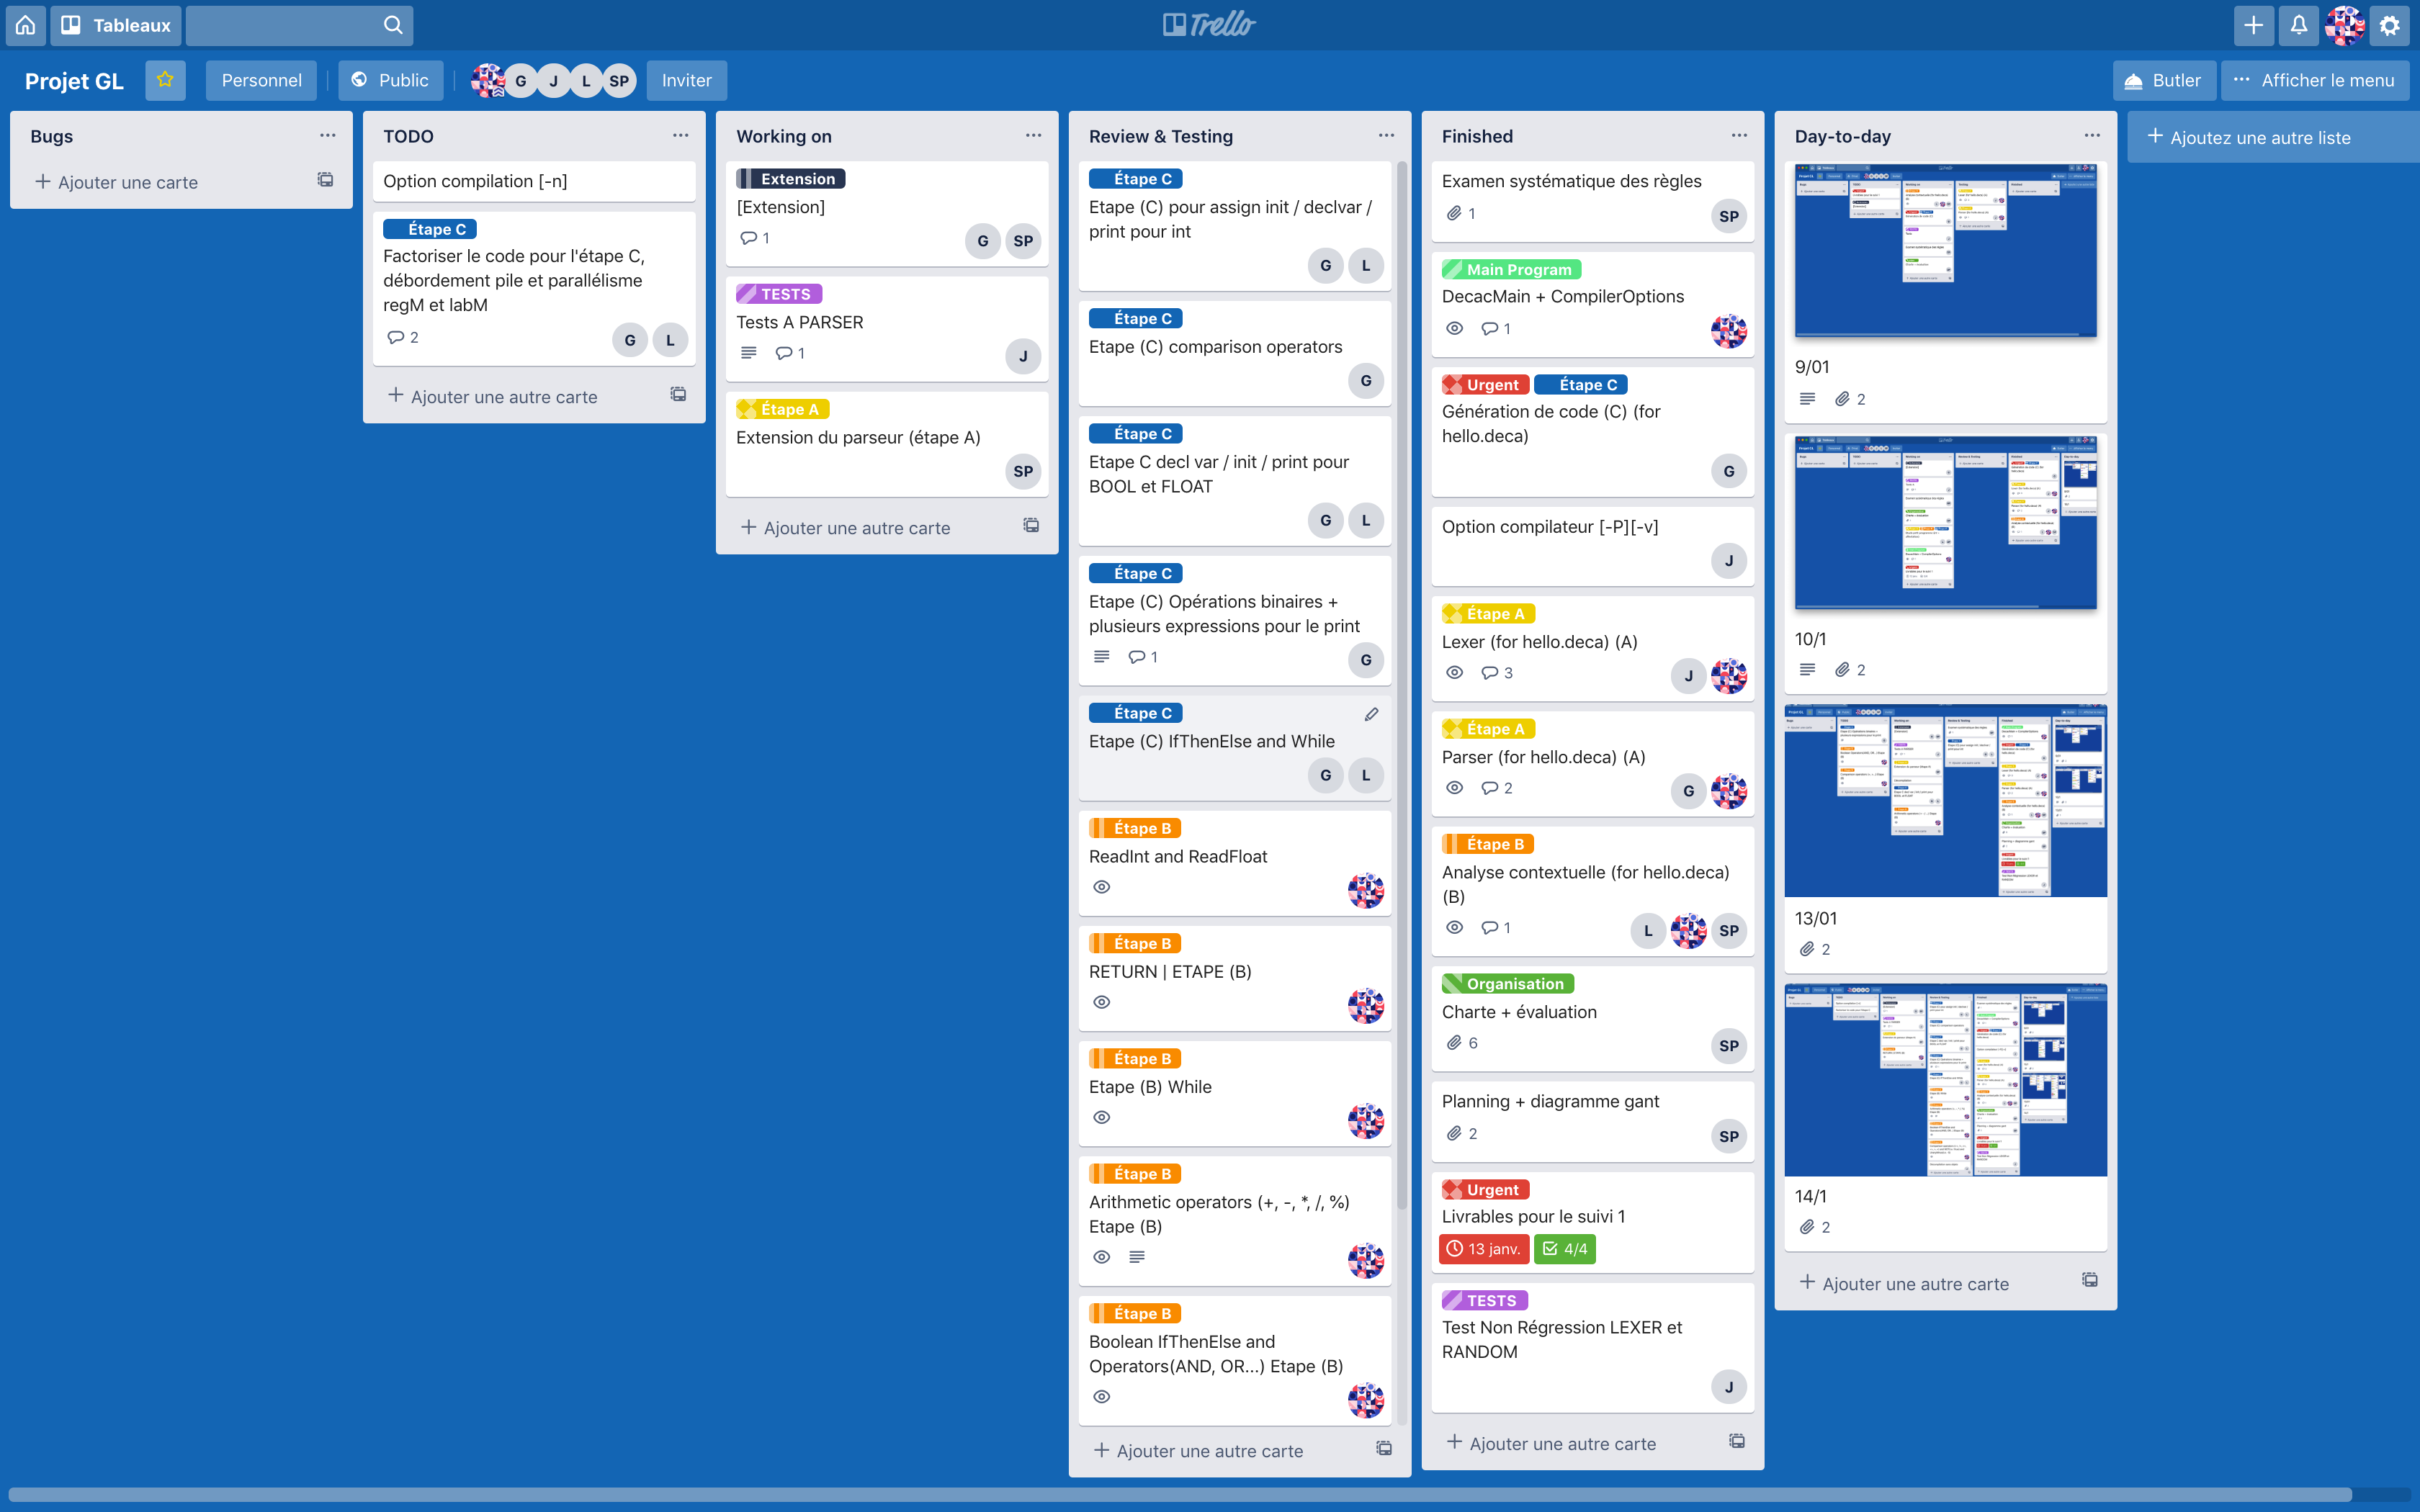 Tableaux
Trello
Projet GL
Personnel
Public
G
J
L
SP
Inviter
Butler
Afficher le menu
Bugs
Ajouter une carte
TODO
Option compilation [-n]
Étape C
Factoriser le code pour l'étape C,
débordement pile et parallélisme
regM et labM
2
G
L
Ajouter une autre carte
Working on
Extension
[Extension]
1
G
SP
TESTS
Tests A PARSER
1
J
Étape A
Extension du parseur (étape A)
SP
Ajouter une autre carte
Review & Testing
Étape C
Etape (C) pour assign init / declvar /
print pour int
G
L
Étape C
Etape (C) comparison operators
G
Étape C
Etape C decl var / init / print pour
BOOL et FLOAT
G
L
Étape C
Etape (C) Opérations binaires +
plusieurs expressions pour le print
1
G
Étape C
Etape (C) IfThenElse and While
G
L
Étape B
ReadInt and ReadFloat
Étape B
RETURN | ETAPE (B)
Étape B
Etape (B) While
Étape B
Arithmetic operators (+, -, *, /, %)
Etape (B)
Étape B
Boolean IfThenElse and
Operators(AND, OR...) Etape (B)
Ajouter une autre carte
Finished
Examen systématique des règles
1
SP
Main Program
DecacMain + CompilerOptions
1
Urgent
Étape C
Génération de code (C) (for
hello.deca)
G
Option compilateur [-P][-v]
J
Étape A
Lexer (for hello.deca) (A)
3
J
Étape A
Parser (for hello.deca) (A)
2
G
Étape B
Analyse contextuelle (for hello.deca)
(B)
1
L
SP
Organisation
Charte + évaluation
6
SP
Planning + diagramme gant
2
SP
Urgent
Livrables pour le suivi 1
13 janv.
4/4
TESTS
Test Non Régression LEXER et
RANDOM
J
Ajouter une autre carte
Day-to-day
9/01
2
10/1
2
13/01
2
14/1
2
Ajouter une autre carte
Ajoutez une autre liste